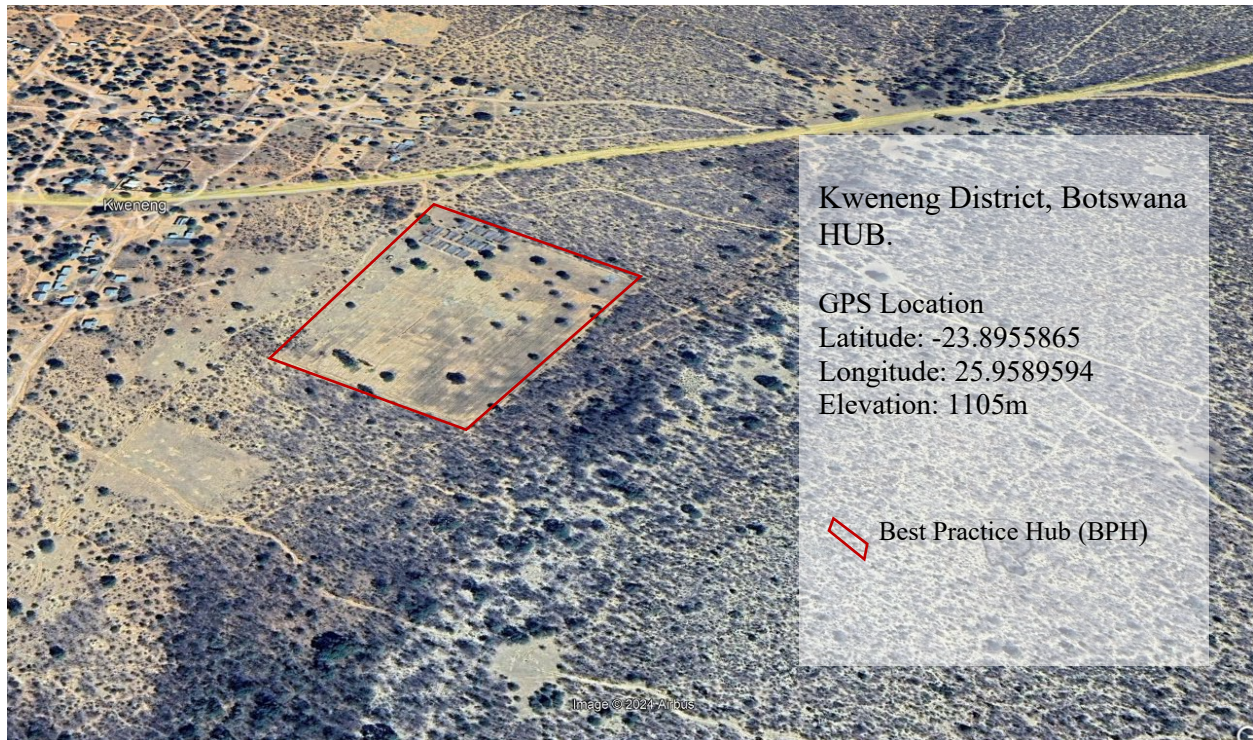 Kweneng
Kweneng District, Botswana
HUB.
GPS Location
Latitude: -23.8955865
Longitude: 25.9589594
Elevation: 1105m
Best Practice Hub (BPH)
Image © 2024 Airbus